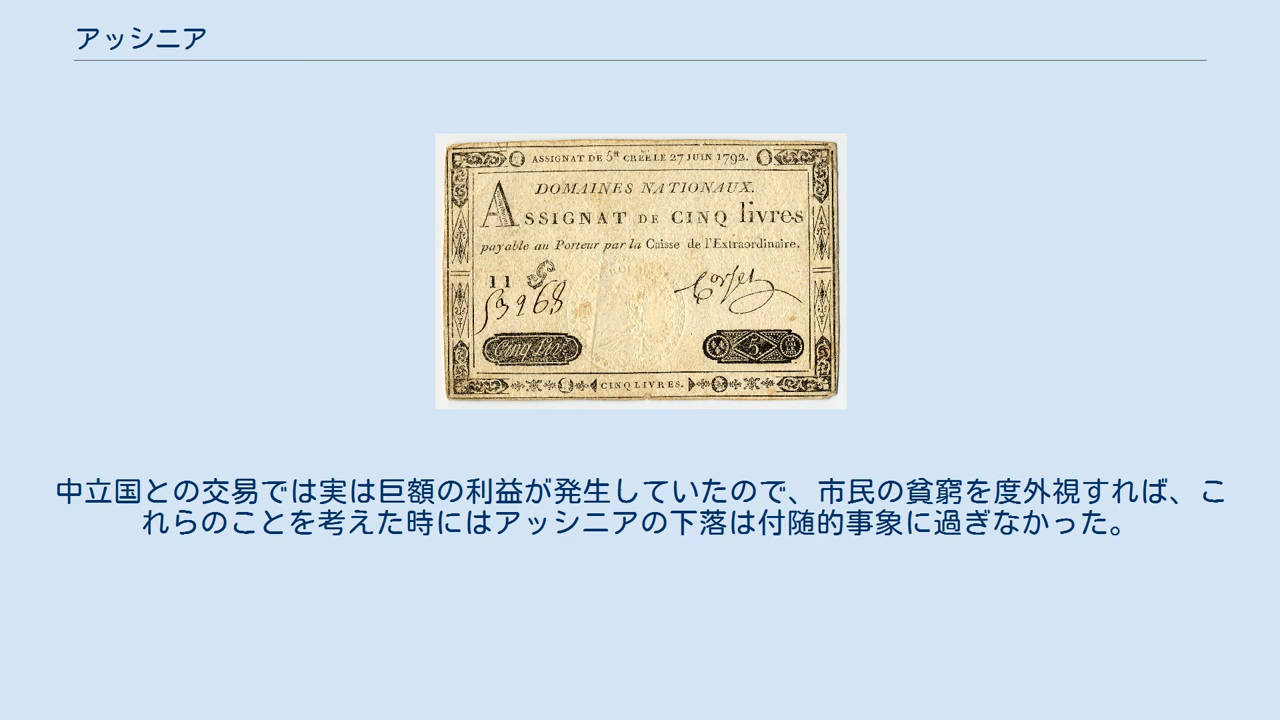 アッシニア
ASSIGNAT DE 5# CRÉÉ LE 27 JUIN 1792.
DOMAINES NATIONAUX.
ASSIGNAT DE CINQ livres
payable au Porteur par la Caisse de l'Extraordinaire.
11
53968
Corsel
5
CINQ LIVRES.
中立国との交易では実は巨額の利益が発生していたので、市民の貧窮を度外視すれば、こ
れらのことを考えた時にはアッシニアの下落は付随的事象に過ぎなかった。